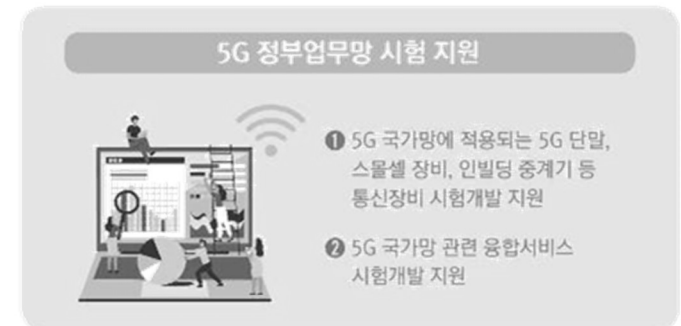 5G 정부업무망 시험 지원
❶ 5G 국가망에 적용되는 5G 단말,
스몰셀 장비, 인빌딩 중계기 등
통신장비 시험개발 지원
❷ 5G 국가망 관련 융합서비스
시험개발 지원